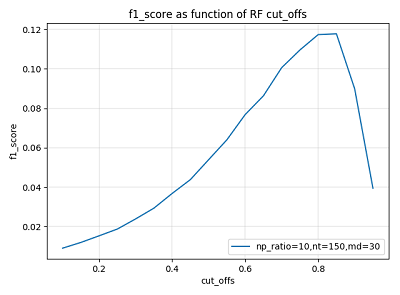 f1_score as function of RF cut_offs
0.12
0.10
0.08
0.06
0.04
0.02
f1_score
np_ratio=10,nt=150,md=30
0.2
0.4
0.6
0.8
cut_offs